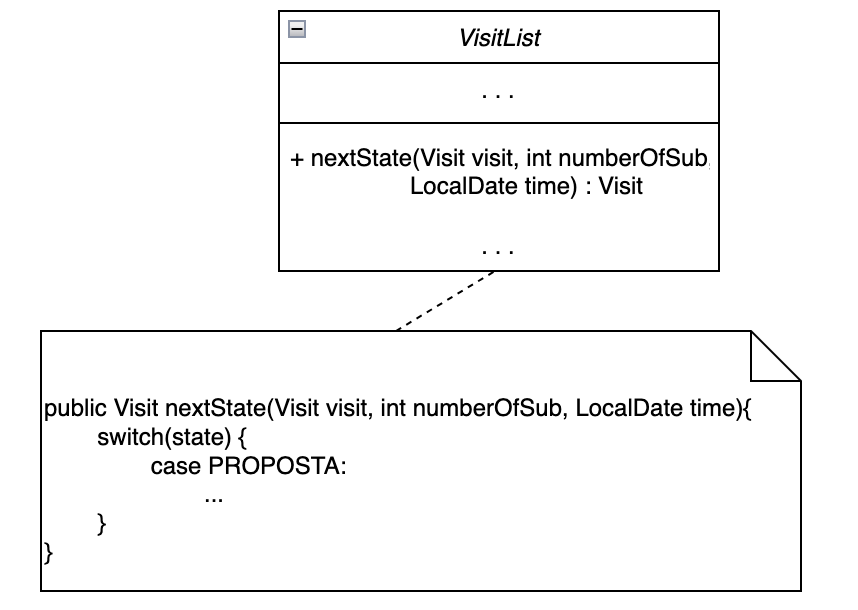 VisitList
. . .
+ nextState(Visit visit, int numberOfSub,
LocalDate time) : Visit
. . .
public Visit nextState(Visit visit, int numberOfSub, LocalDate time){
switch(state) {
case PROPOSTA:
...
}
}